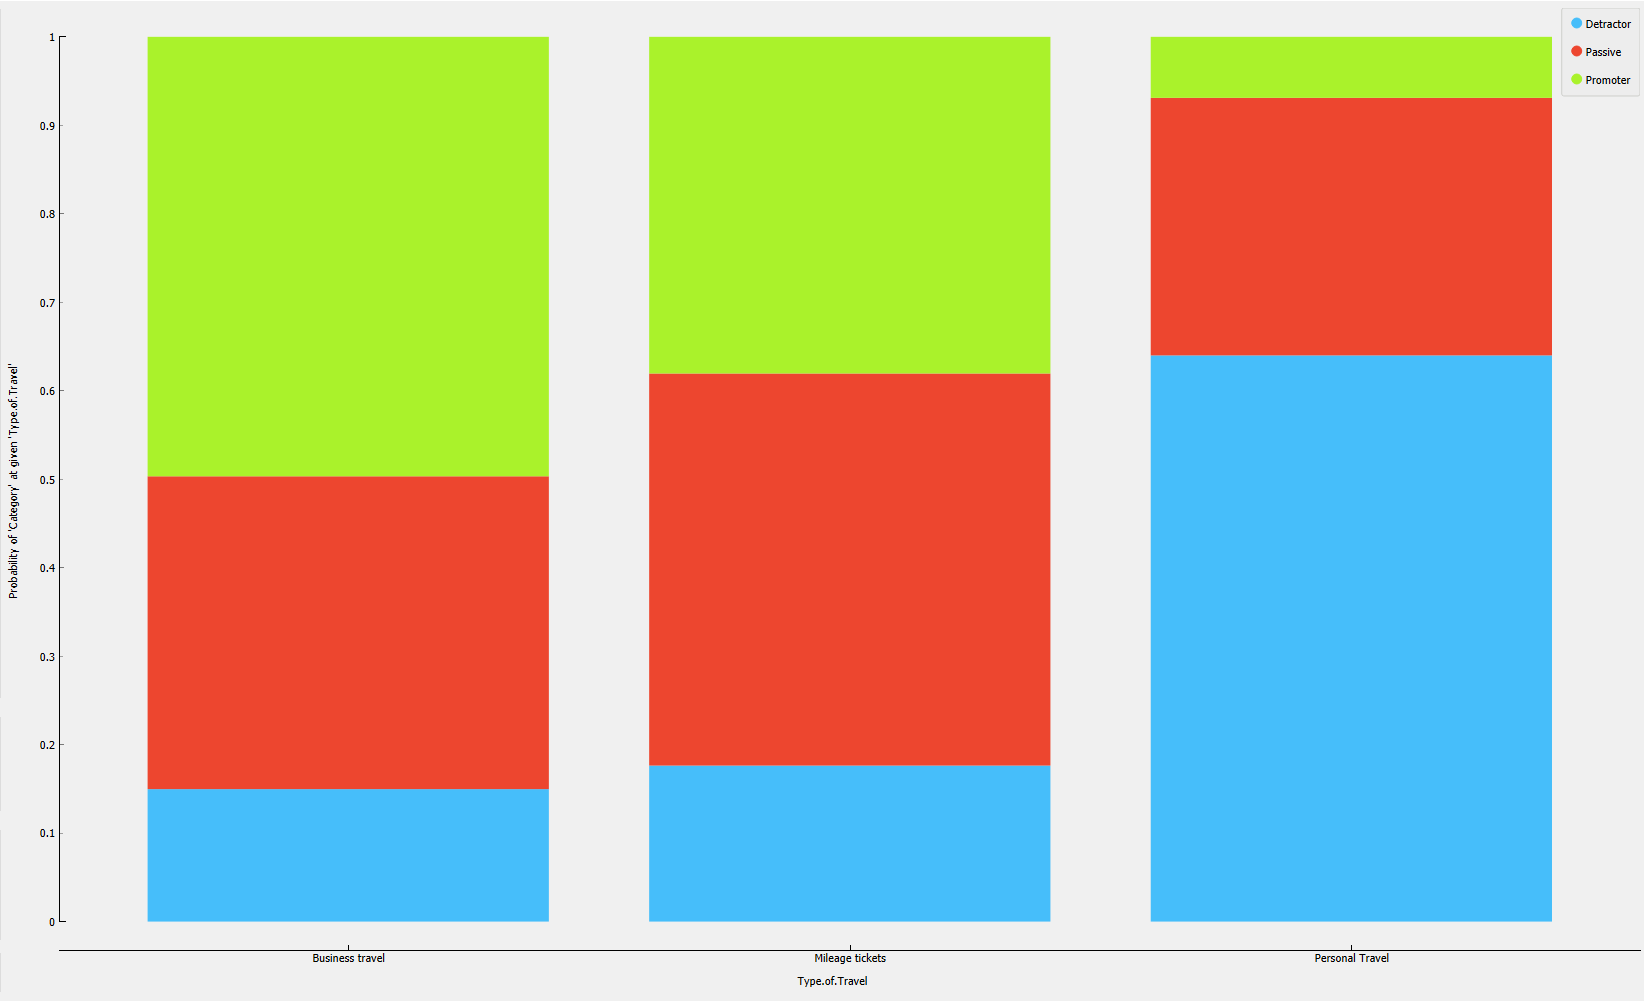 Detractor
Passive
Promoter
1
0.9
0.8
0.7
0.6
0.5
0.4
0.3
0.2
0.1
0
Probability of 'Category' at given 'Type.of.Travel'
Business travel
Mileage tickets
Personal Travel
Type.of.Travel